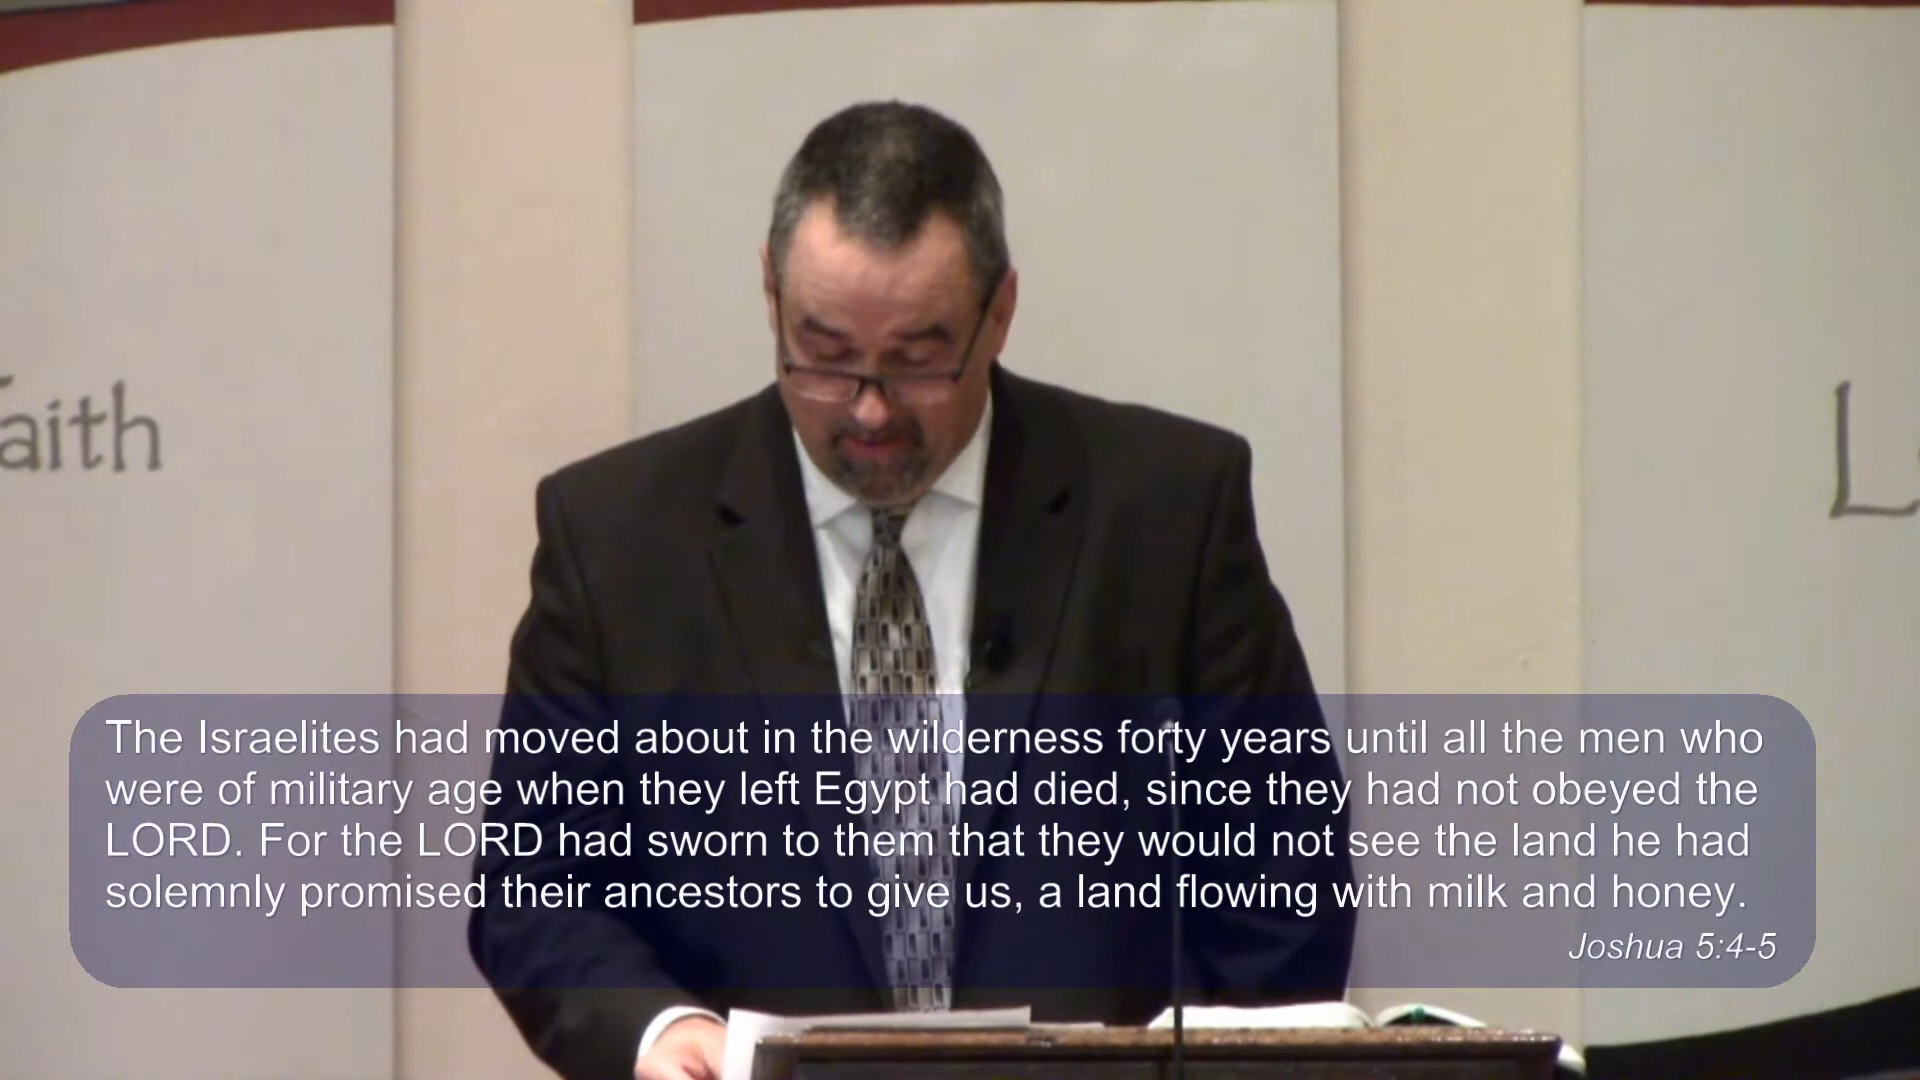 faith
The Israelites had moved about in the wilderness forty years until all the men who
were of military age when they left Egypt had died, since they had not obeyed the
LORD. For the LORD had sworn to them that they would not see the land he had
solemnly promised their ancestors to give us, a land flowing with milk and honey.
Joshua 5:4-5